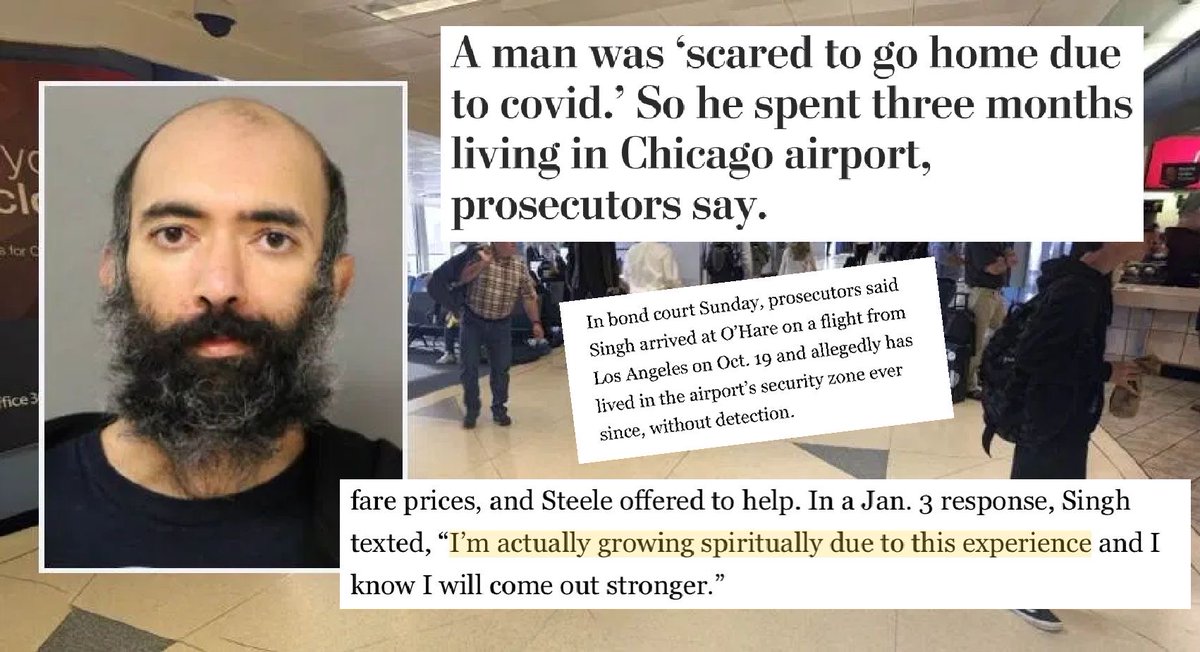 A man was ‘scared to go home due
to covid.’ So he spent three months
living in Chicago airport,
prosecutors say.
In bond court Sunday, prosecutors said
Singh arrived at O’Hare on a flight from
Los Angeles on Oct. 19 and allegedly has
lived in the airport’s security zone ever
since, without detection.
fare prices, and Steele offered to help. In a Jan. 3 response, Singh
texted, “I’m actually growing spiritually due to this experience and I
know I will come out stronger.”